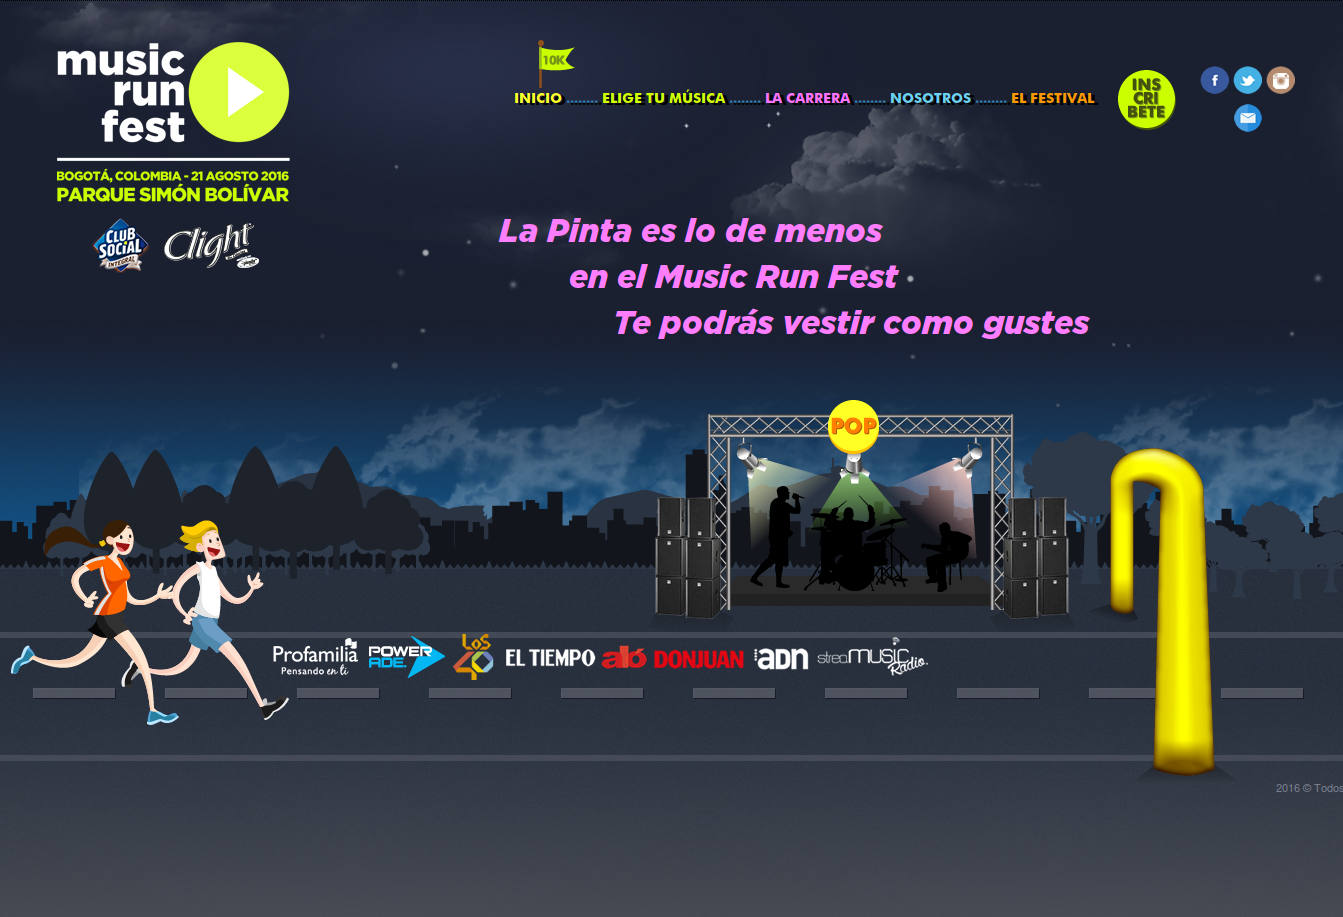 music
run
fest
BOGOTÁ, COLOMBIA - 21 AGOSTO 2016
PARQUE SIMÓN BOLÍVAR
CLUB
SOCIAL
INTEGRAL
Clight
10K
INICIO ........ ELIGE TU MÚSICA ........ LA CARRERA ........ NOSOTROS ........ EL FESTIVAL
INS
CRI
BETE
La Pinta es lo de menos
en el Music Run Fest
Te podrás vestir como gustes
POP
Profamilia
Pensando en ti
POWER
ADE.
LOS
40
EL TIEMPO
aló
DONJUAN
ADN
music
Radio.
2016 © Todos